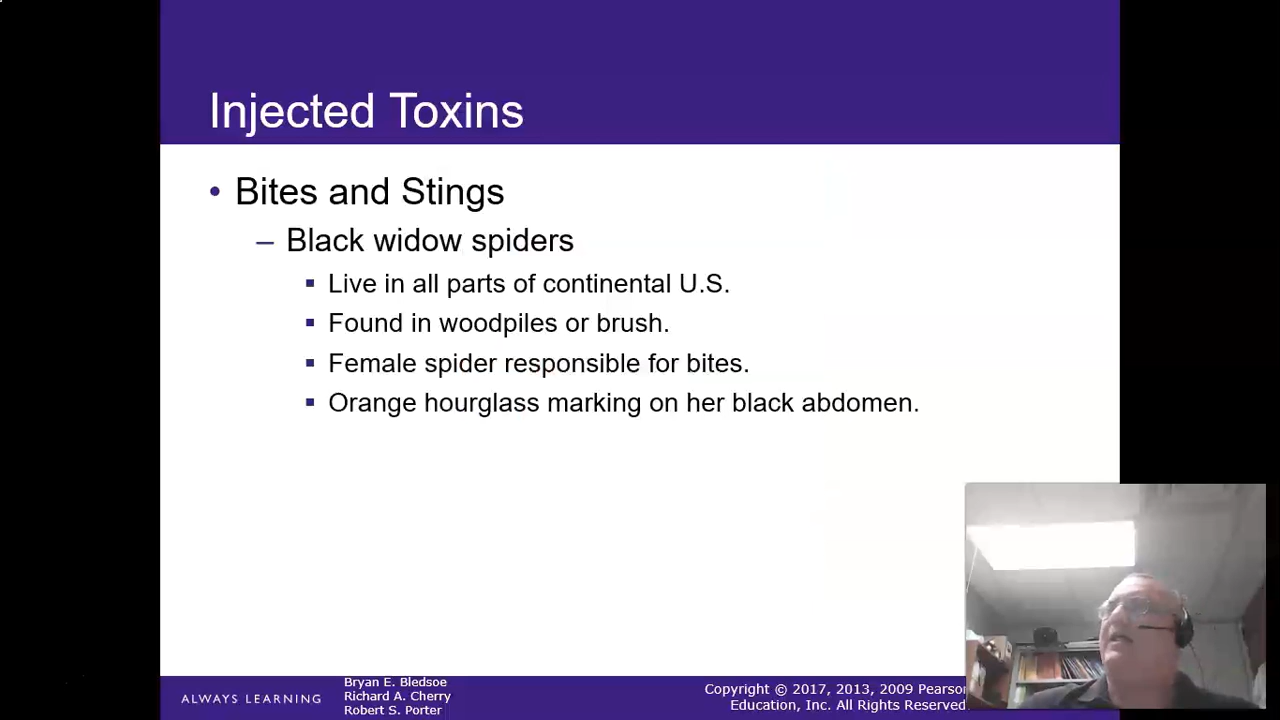 Injected Toxins
• Bites and Stings
– Black widow spiders
▪ Live in all parts of continental U.S.
▪ Found in woodpiles or brush.
▪ Female spider responsible for bites.
▪ Orange hourglass marking on her black abdomen.
ALWAYS LEARNING
Bryan E. Bledsoe
Richard A. Cherry
Robert S. Porter
Copyright © 2017, 2013, 2009 Pearson
Education, Inc. All Rights Reserved